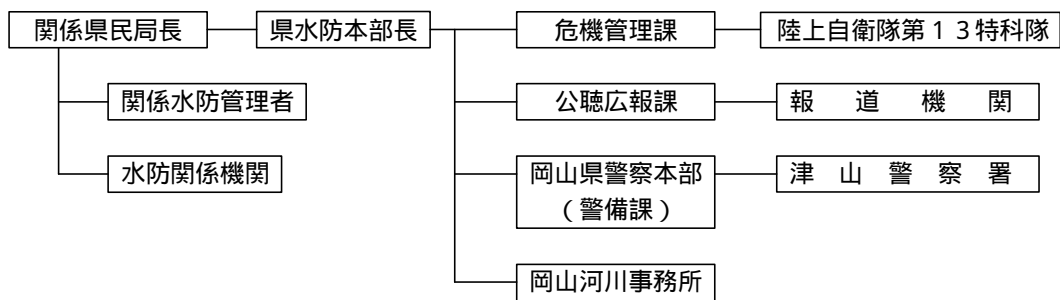 関係県民局長
県水防本部長
危機管理課
陸上自衛隊第１３特科隊
関係水防管理者
公聴広報課
報道機関
水防関係機関
岡山県警察本部
（警備課）
津山警察署
岡山河川事務所